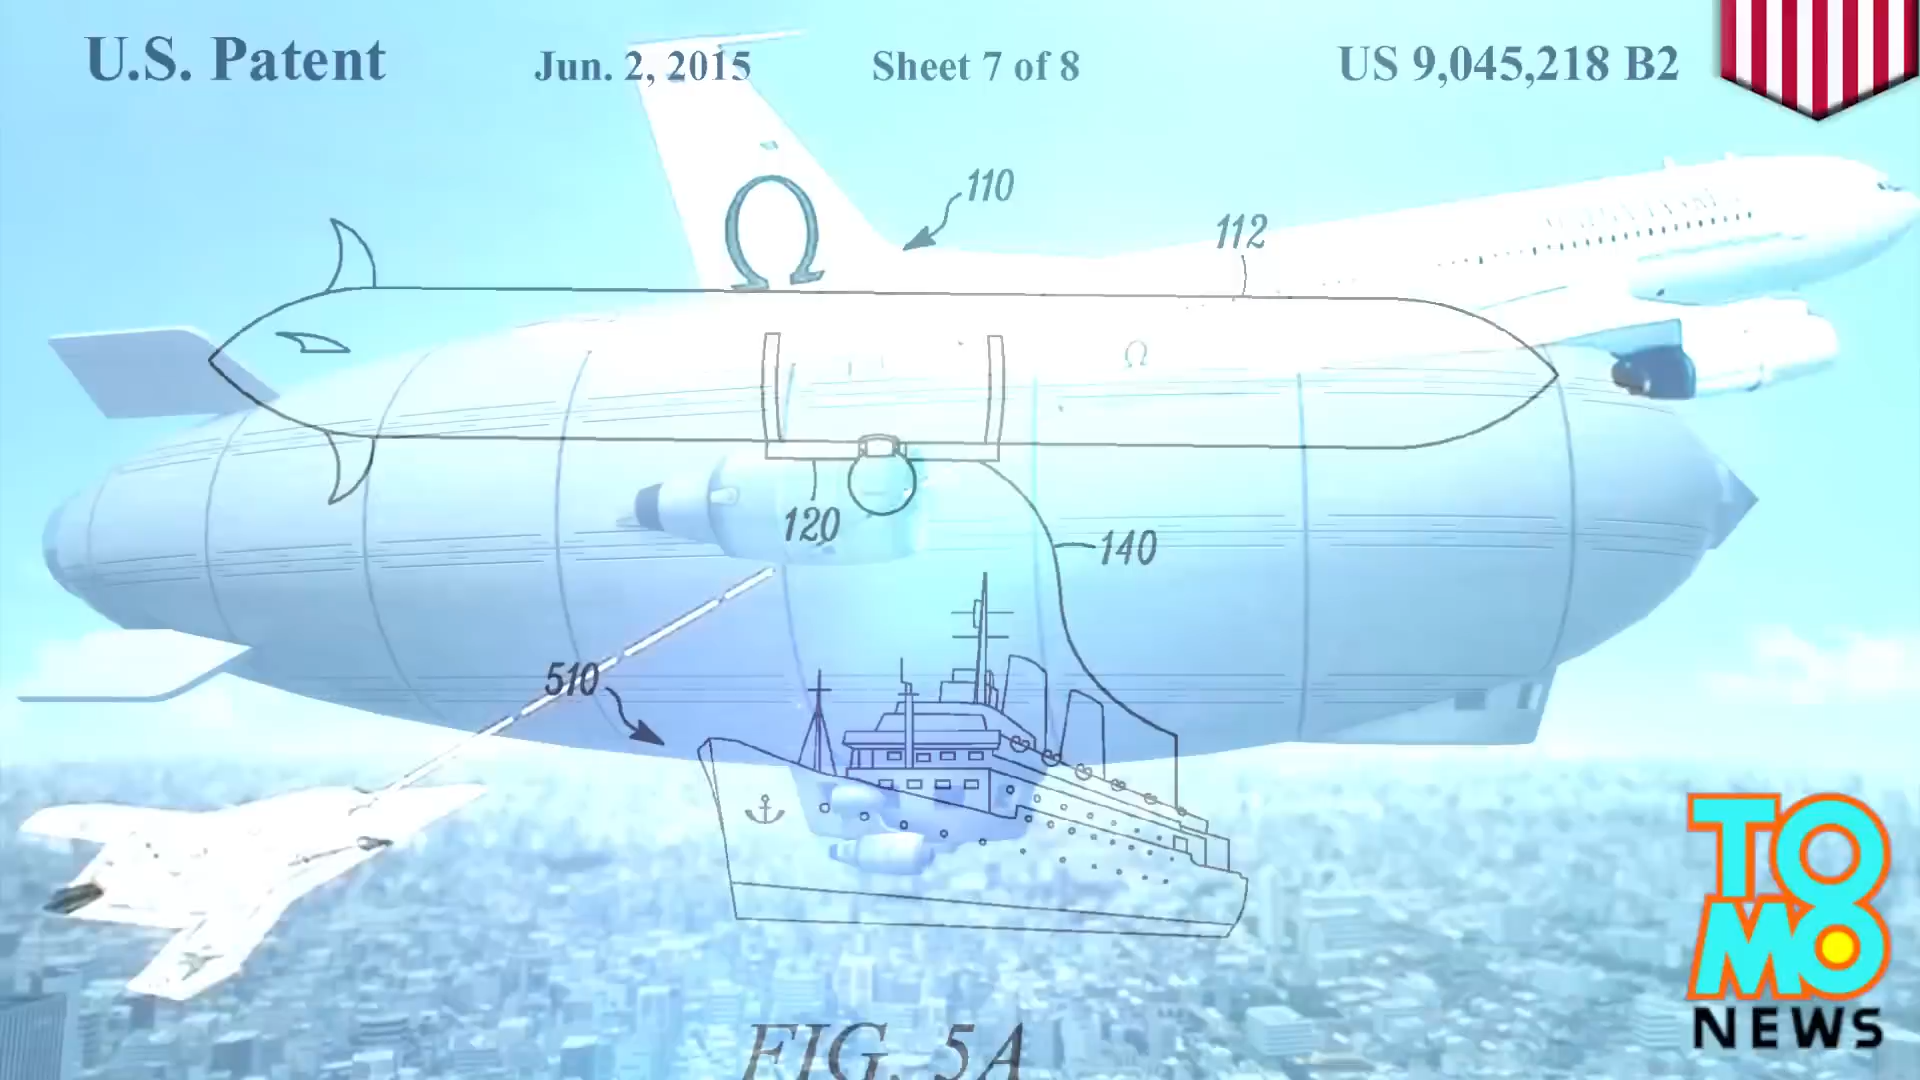 U.S. Patent Jun. 2, 2015 Sheet 7 of 8 US 9,045,218 B2
110
112
Ω
Ω
120
140
510
TOMO
NEWS
FIG. 5A